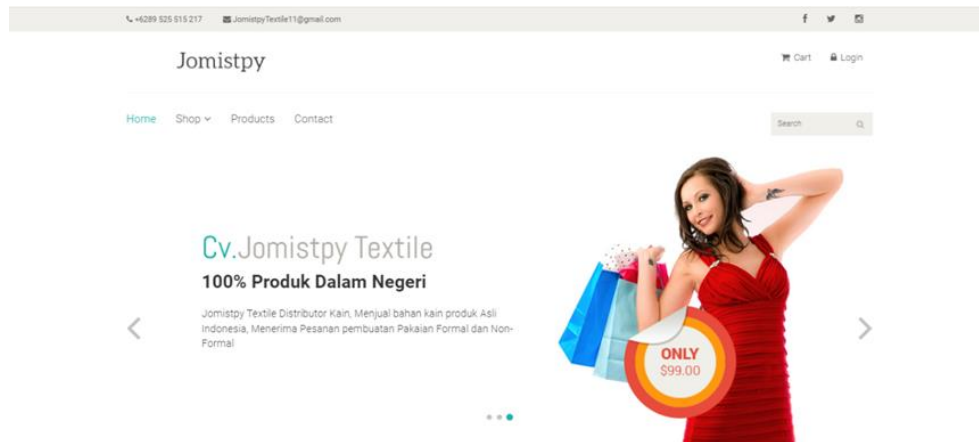 +6289 525 515 217 JomistpyTextile11@gmail.com
Jomistpy
Cart Login
Home Shop Products Contact
Search
Cv.Jomistpy Textile
100% Produk Dalam Negeri
Jomistpy Textile Distributor Kain, Menjual bahan kain produk Asli
Indonesia, Menerima Pesanan pembuatan Pakaian Formal dan Non-
Formal
ONLY
$99.00